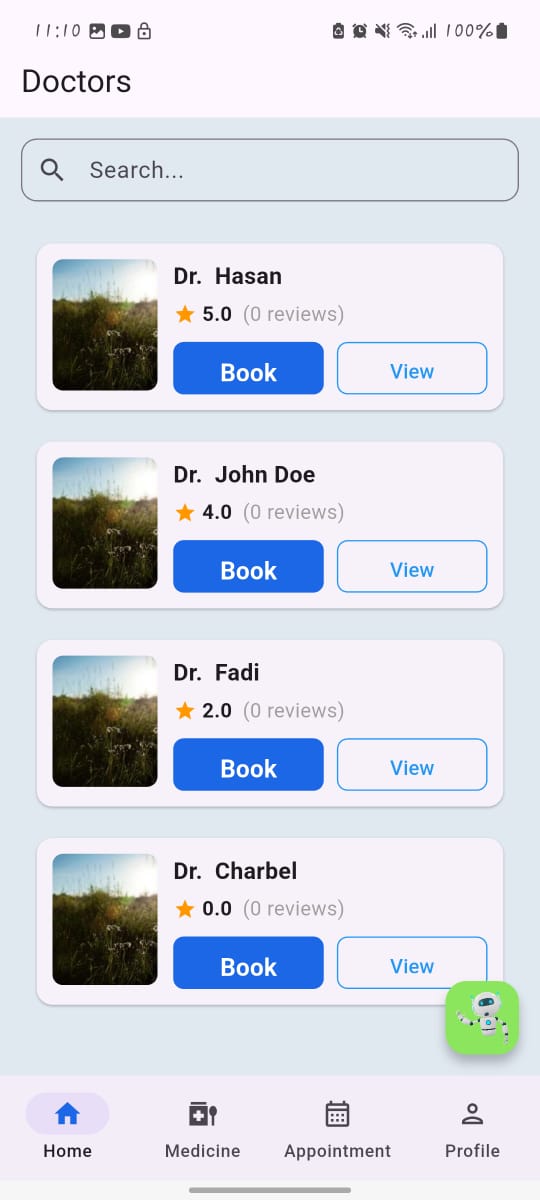 11:10 100%
Doctors
Search...
Dr.  Hasan
5.0 (0 reviews)
Book View
Dr.  John Doe
4.0 (0 reviews)
Book View
Dr.  Fadi
2.0 (0 reviews)
Book View
Dr.  Charbel
0.0 (0 reviews)
Book View
Home Medicine Appointment Profile